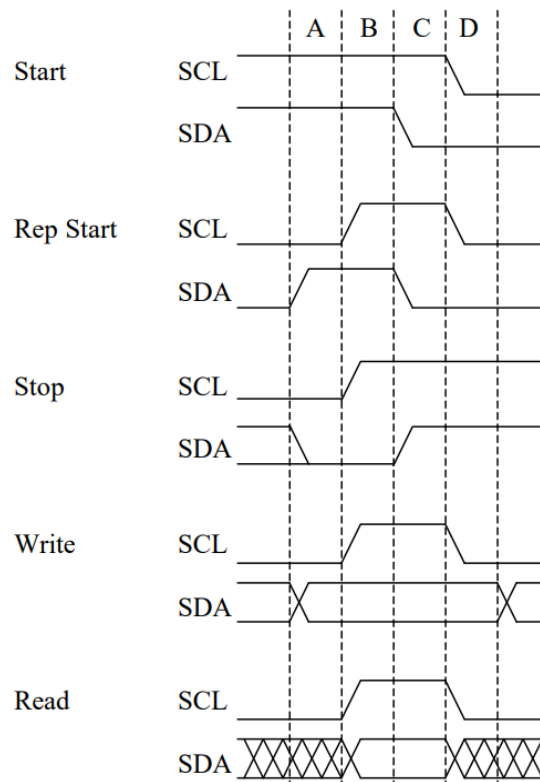 A B C D
Start SCL
SDA
Rep Start SCL
SDA
Stop SCL
SDA
Write SCL
SDA
Read SCL
SDA